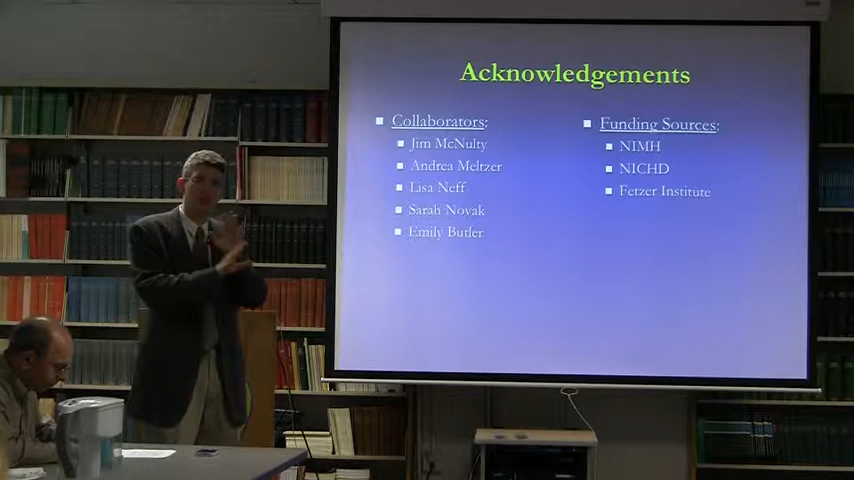 Acknowledgements
Collaborators:
Jim McNulty
Andrea Meltzer
Lisa Neff
Sarah Novak
Emily Butler
Funding Sources:
NIMH
NICHD
Fetzer Institute